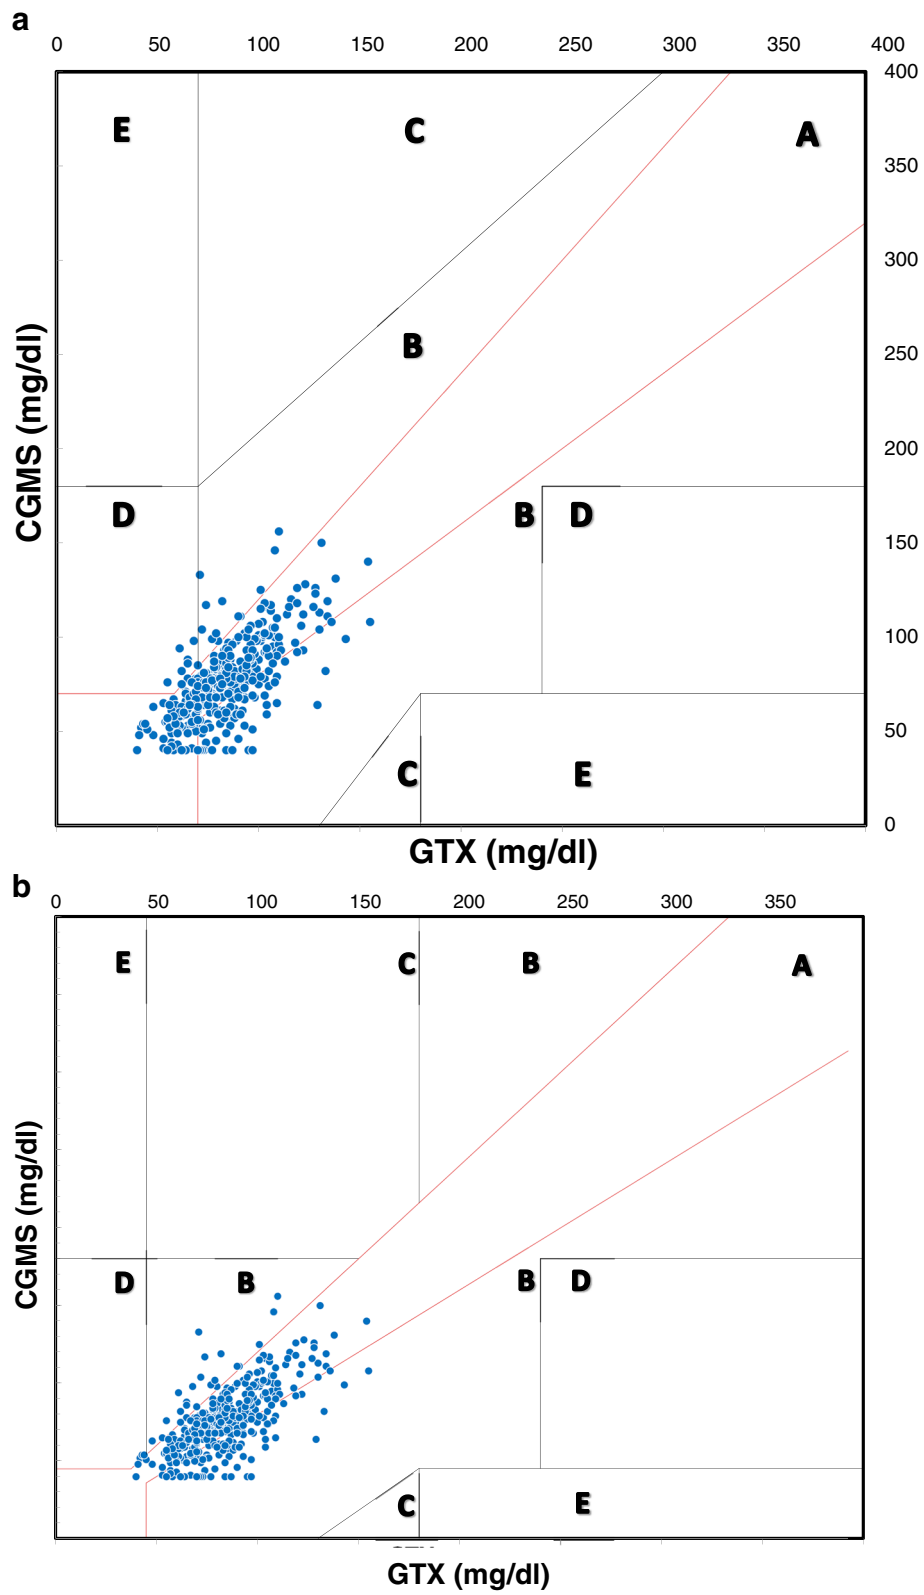 a
0 50 100 150 200 250 300 350 400
400
E C A
350
300
B
250
CGMS (mg/dl)
200
D B D
150
100
50
C E
0
GTX (mg/dl)
b
0 50 100 150 200 250 300 350
E C B A
CGMS (mg/dl)
D B B D
C E
GTX (mg/dl)